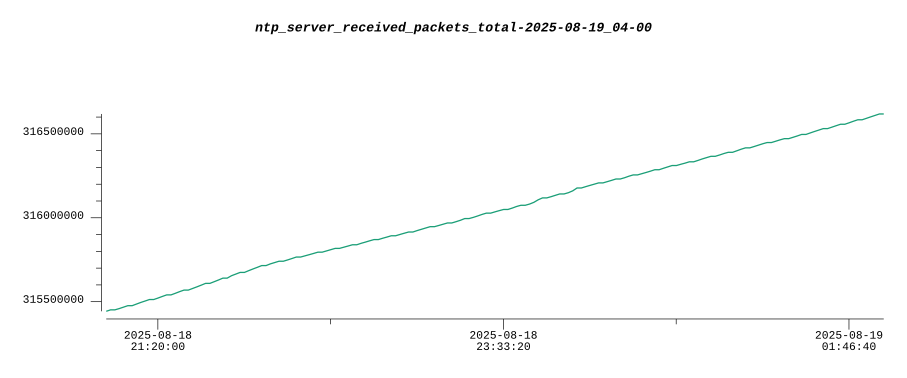 ntp_server_received_packets_total-2025-08-19_04-00
316500000
316000000
315500000
2025-08-18 2025-08-18 2025-08-19
21:20:00 23:33:20 01:46:40